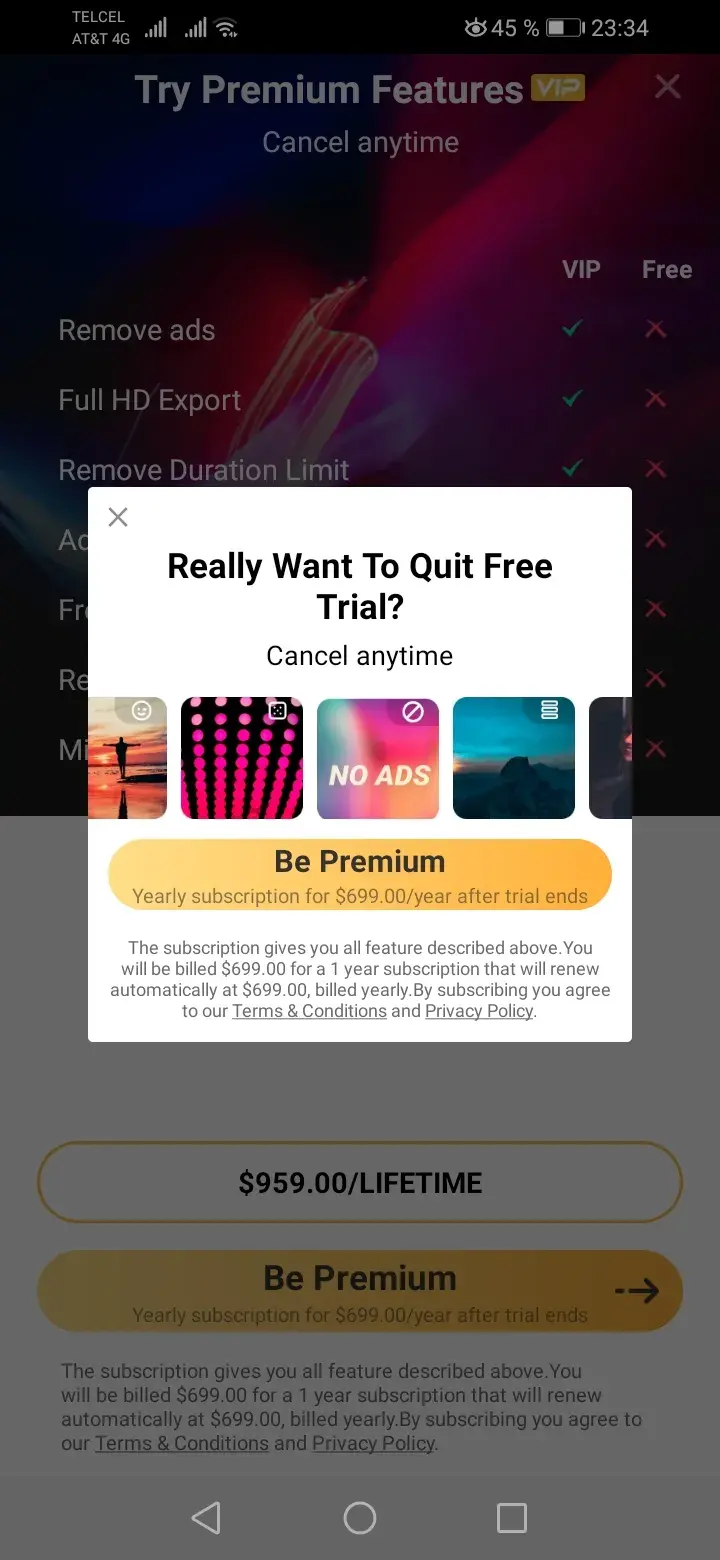 TELCEL
AT&T 4G
45 %
23:34
Try Premium Features VIP
Cancel anytime
VIP Free
Remove ads
Full HD Export
Remove Duration Limit
Ad
Fr
Re
Mi
Really Want To Quit Free
Trial?
Cancel anytime
NO ADS
Be Premium
Yearly subscription for $699.00/year after trial ends
The subscription gives you all feature described above.You
will be billed $699.00 for a 1 year subscription that will renew
automatically at $699.00, billed yearly.By subscribing you agree
to our Terms & Conditions and Privacy Policy.
$959.00/LIFETIME
Be Premium
Yearly subscription for $699.00/year after trial ends
The subscription gives you all feature described above.You
will be billed $699.00 for a 1 year subscription that will renew
automatically at $699.00, billed yearly.By subscribing you agree to
our Terms & Conditions and Privacy Policy.